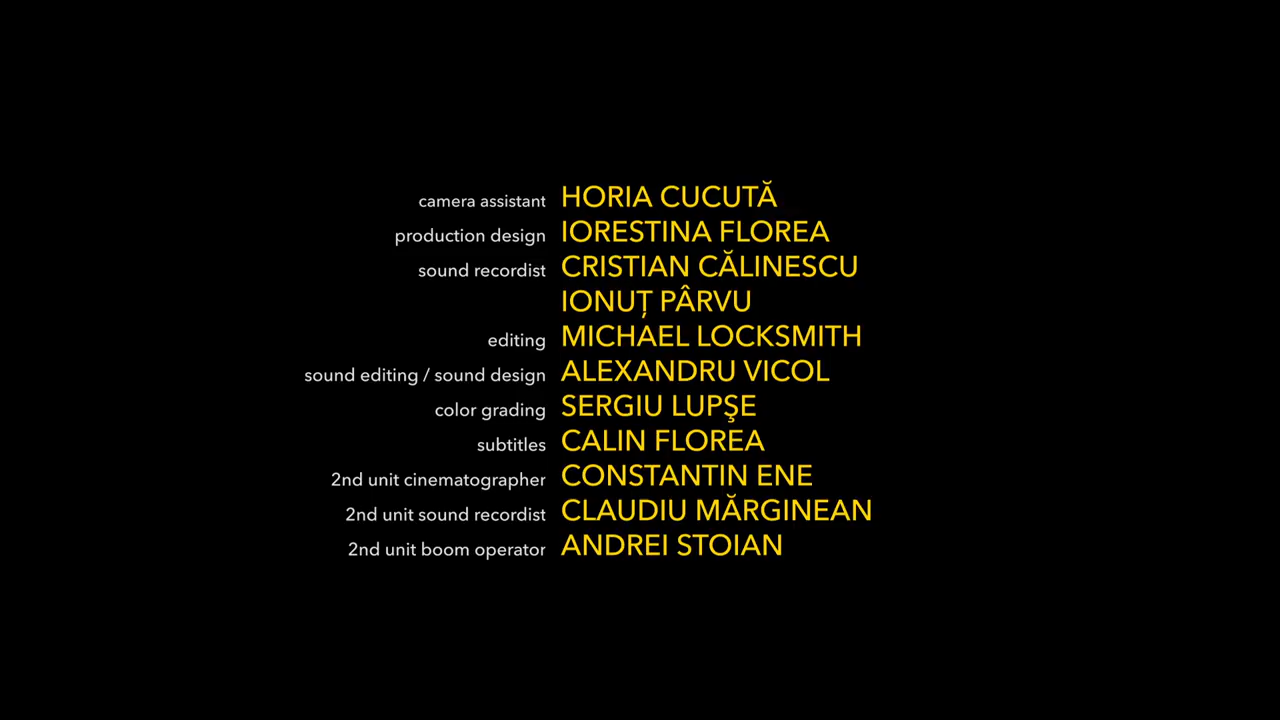 camera assistant HORIA CUCUTĂ
production design IORESTINA FLOREA
sound recordist CRISTIAN CĂLINESCU
IONUȚ PÂRVU
editing MICHAEL LOCKSMITH
sound editing / sound design ALEXANDRU VICOL
color grading SERGIU LUPŞE
subtitles CALIN FLOREA
2nd unit cinematographer CONSTANTIN ENE
2nd unit sound recordist CLAUDIU MĂRGINEAN
2nd unit boom operator ANDREI STOIAN